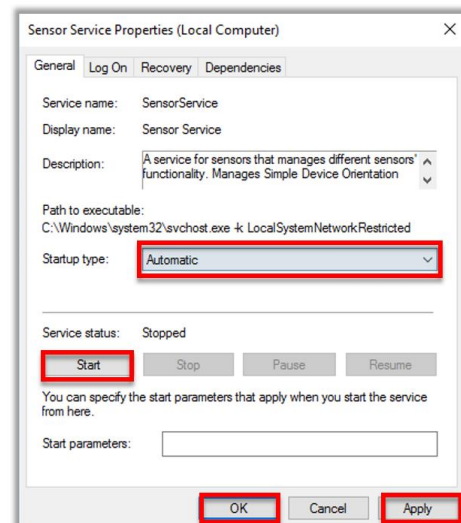 Sensor Service Properties (Local Computer)
General Log On Recovery Dependencies
Service name: SensorService
Display name: Sensor Service
Description: A service for sensors that manages different sensors'
functionality. Manages Simple Device Orientation
Path to executable:
C:\Windows\system32\svchost.exe -k LocalSystemNetworkRestricted
Startup type: Automatic
Service status: Stopped
Start Stop Pause Resume
You can specify the start parameters that apply when you start the service
from here.
Start parameters:
OK Cancel Apply